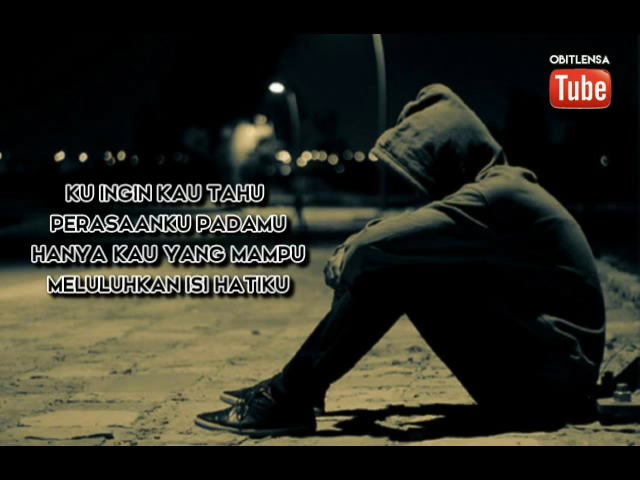 OBITLENSA
Tube
KU INGIN KAU TAHU
PERASAANKU PADAMU
HANYA KAU YANG MAMPU
MELULUHKAN ISI HATIKU